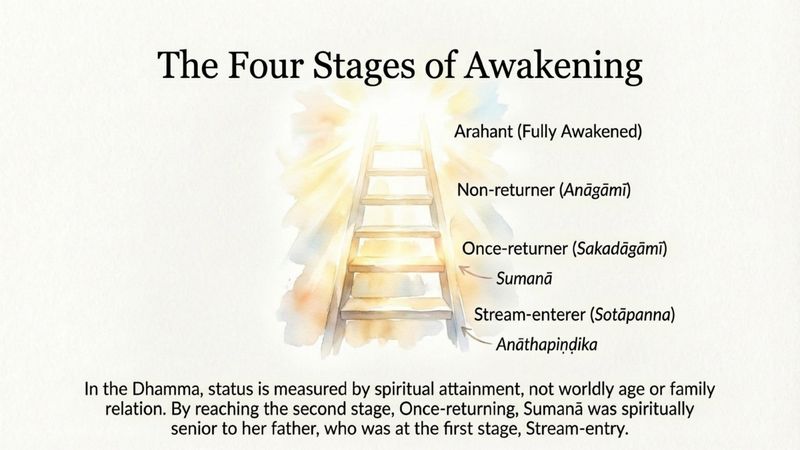 The Four Stages of Awakening
Arahant (Fully Awakened)
Non-returner (Anāgāmī)
Once-returner (Sakadāgāmī)
Sumanā
Stream-enterer (Sotāpanna)
Anāthapiṇḍika
In the Dhamma, status is measured by spiritual attainment, not worldly age or family
relation. By reaching the second stage, Once-returning, Sumanā was spiritually
senior to her father, who was at the first stage, Stream-entry.